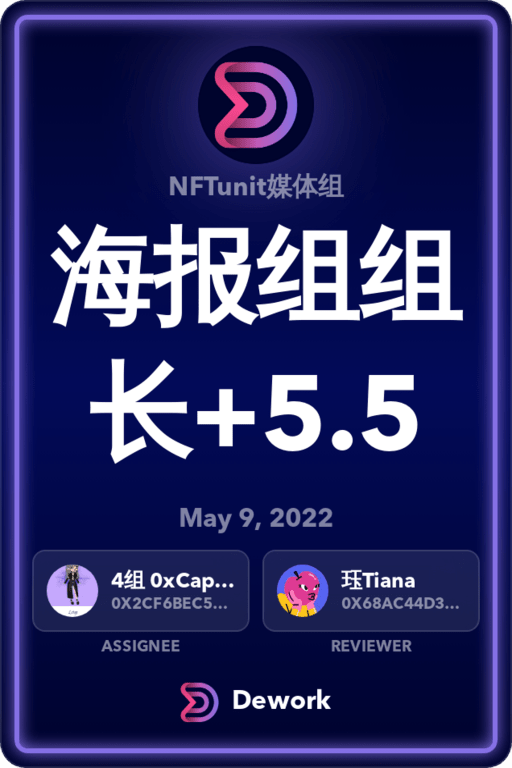 NFTunit媒体组
海报组组
长+5.5
May 9, 2022
4组 0xCap...
0X2CF6BEC5...
ASSIGNEE
珏Tiana
0X68AC44D3...
REVIEWER
Dework